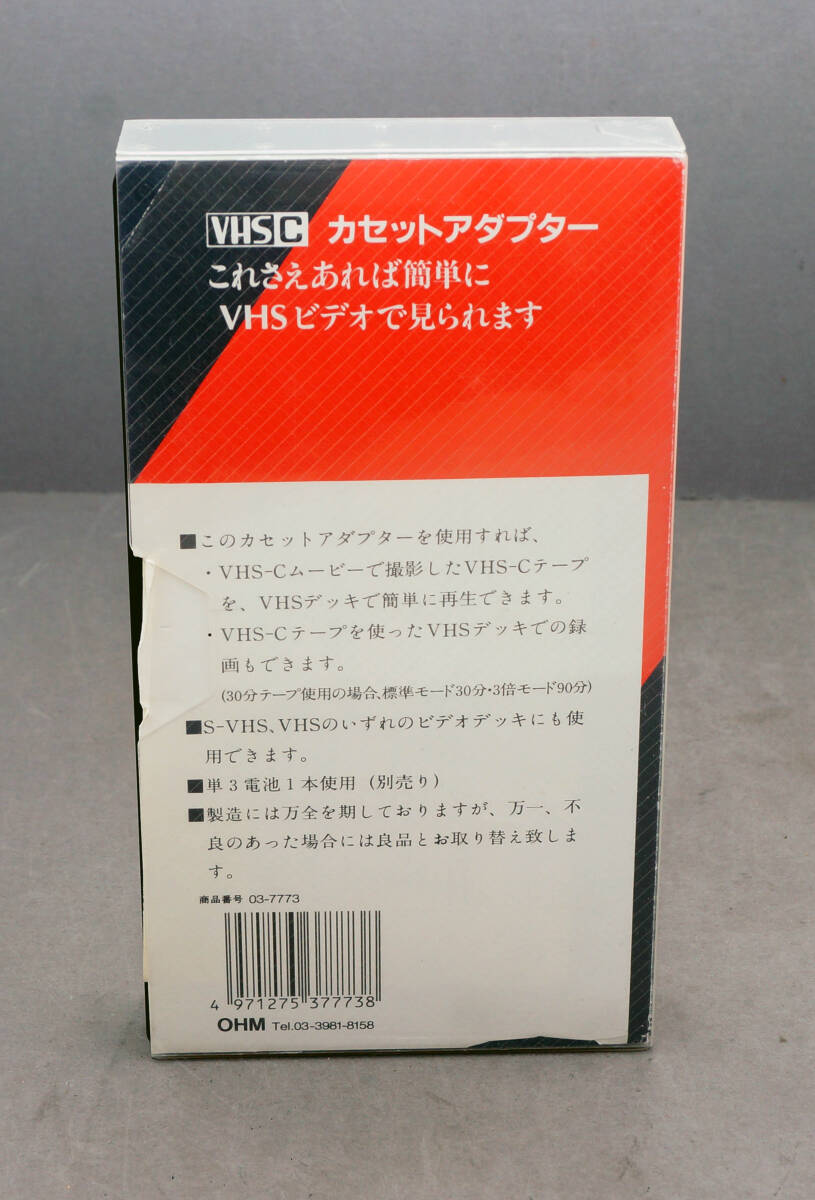 VHS C カセットアダプター
これさえあれば簡単に
VHSビデオで見られます
■このカセットアダプターを使用すれば、
・VHS-Cムービーで撮影したVHS-Cテープ
を、VHSデッキで簡単に再生できます。
・VHS-Cテープを使ったVHSデッキでの録
画もできます。
(30分テープ使用の場合、標準モード30分・3倍モード90分)
■S-VHS、VHSのいずれのビデオデッキにも使
用できます。
■単3電池1本使用(別売り)
■製造には万全を期しておりますが、万一、不
良のあった場合には良品とお取り替え致しま
す。
商品番号 03-7773
4 971275 377738
OHM Tel.03-3981-8158